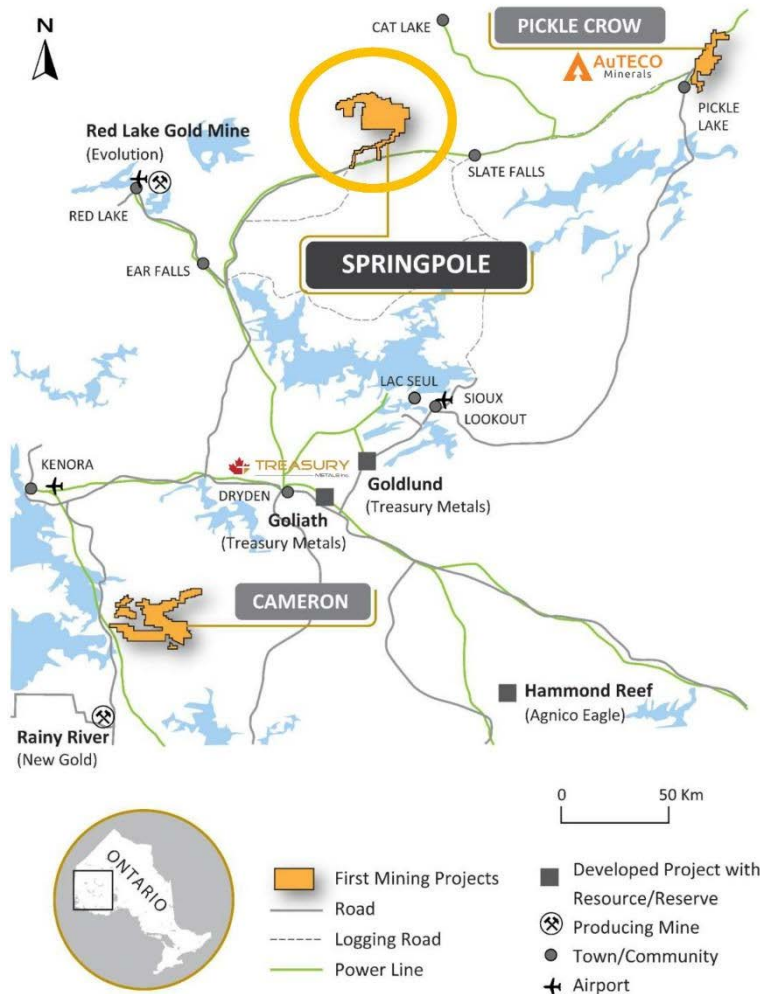 N
CAT LAKE
PICKLE CROW
AuTECO
Minerals
PICKLE
LAKE
Red Lake Gold Mine
(Evolution)
SLATE FALLS
RED LAKE
EAR FALLS
SPRINGPOLE
LAC SEUL
SIOUX
LOOKOUT
TREASURY
METALS Inc.
KENORA
DRYDEN
Goldlund
(Treasury Metals)
Goliath
(Treasury Metals)
CAMERON
Hammond Reef
(Agnico Eagle)
Rainy River
(New Gold)
0 50 Km
ONTARIO
First Mining Projects
Road
Logging Road
Power Line
Developed Project with
Resource/Reserve
Producing Mine
Town/Community
Airport